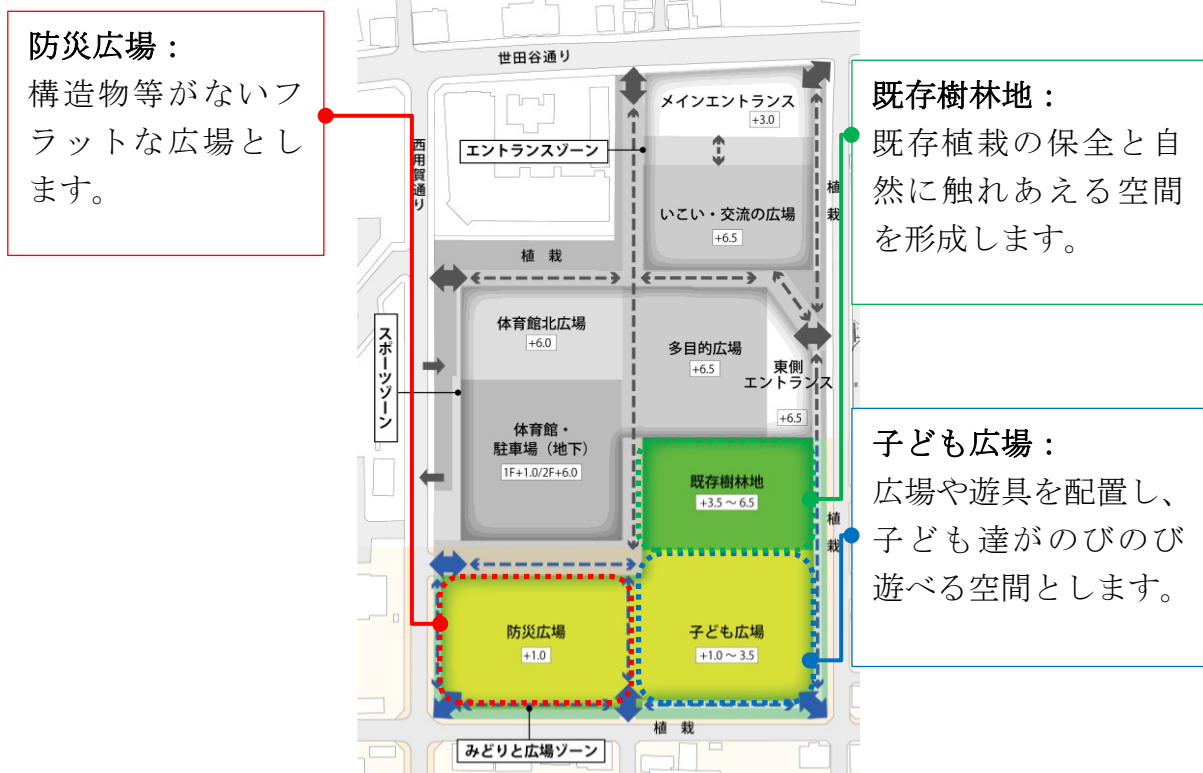 防災広場：
構造物等がないフ
ラットな広場とし
ます。
世田谷通り
西用賀通り
メインエントランス
+3.0
エントランスゾーン
いこい・交流の広場
+6.5
植栽
植　栽
スポーツゾーン
体育館北広場
+6.0
多目的広場
+6.5
東側
エントランス
+6.5
体育館・
駐車場（地下）
1F+1.0/2F+6.0
既存樹林地
+3.5～6.5
植栽
防災広場
+1.0
子ども広場
+1.0～3.5
植　栽
みどりと広場ゾーン
既存樹林地：
既存植栽の保全と自
然に触れあえる空間
を形成します。
子ども広場：
広場や遊具を配置し、
子ども達がのびのび
遊べる空間とします。